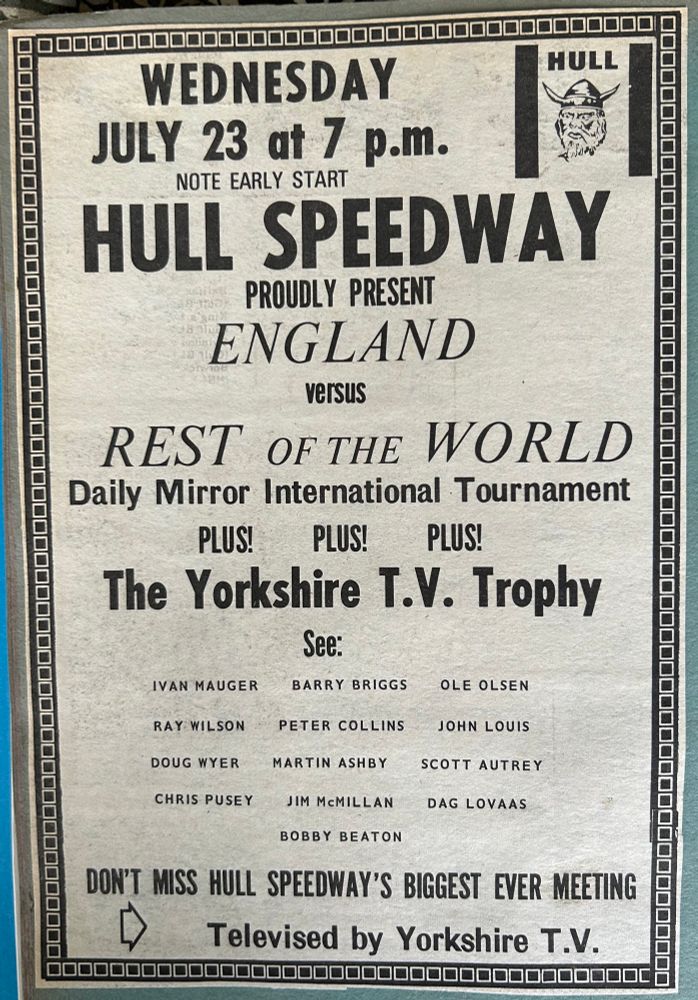 WEDNESDAY
JULY 23 at 7 p.m.
NOTE EARLY START
HULL
HULL SPEEDWAY
PROUDLY PRESENT
ENGLAND
versus
REST OF THE WORLD
Daily Mirror International Tournament
PLUS! PLUS! PLUS!
The Yorkshire T.V. Trophy
See:
IVAN MAUGER BARRY BRIGGS OLE OLSEN
RAY WILSON PETER COLLINS JOHN LOUIS
DOUG WYER MARTIN ASHBY SCOTT AUTREY
CHRIS PUSEY JIM McMILLAN DAG LOVAAS
BOBBY BEATON
DON'T MISS HULL SPEEDWAY'S BIGGEST EVER MEETING
Televised by Yorkshire T.V.